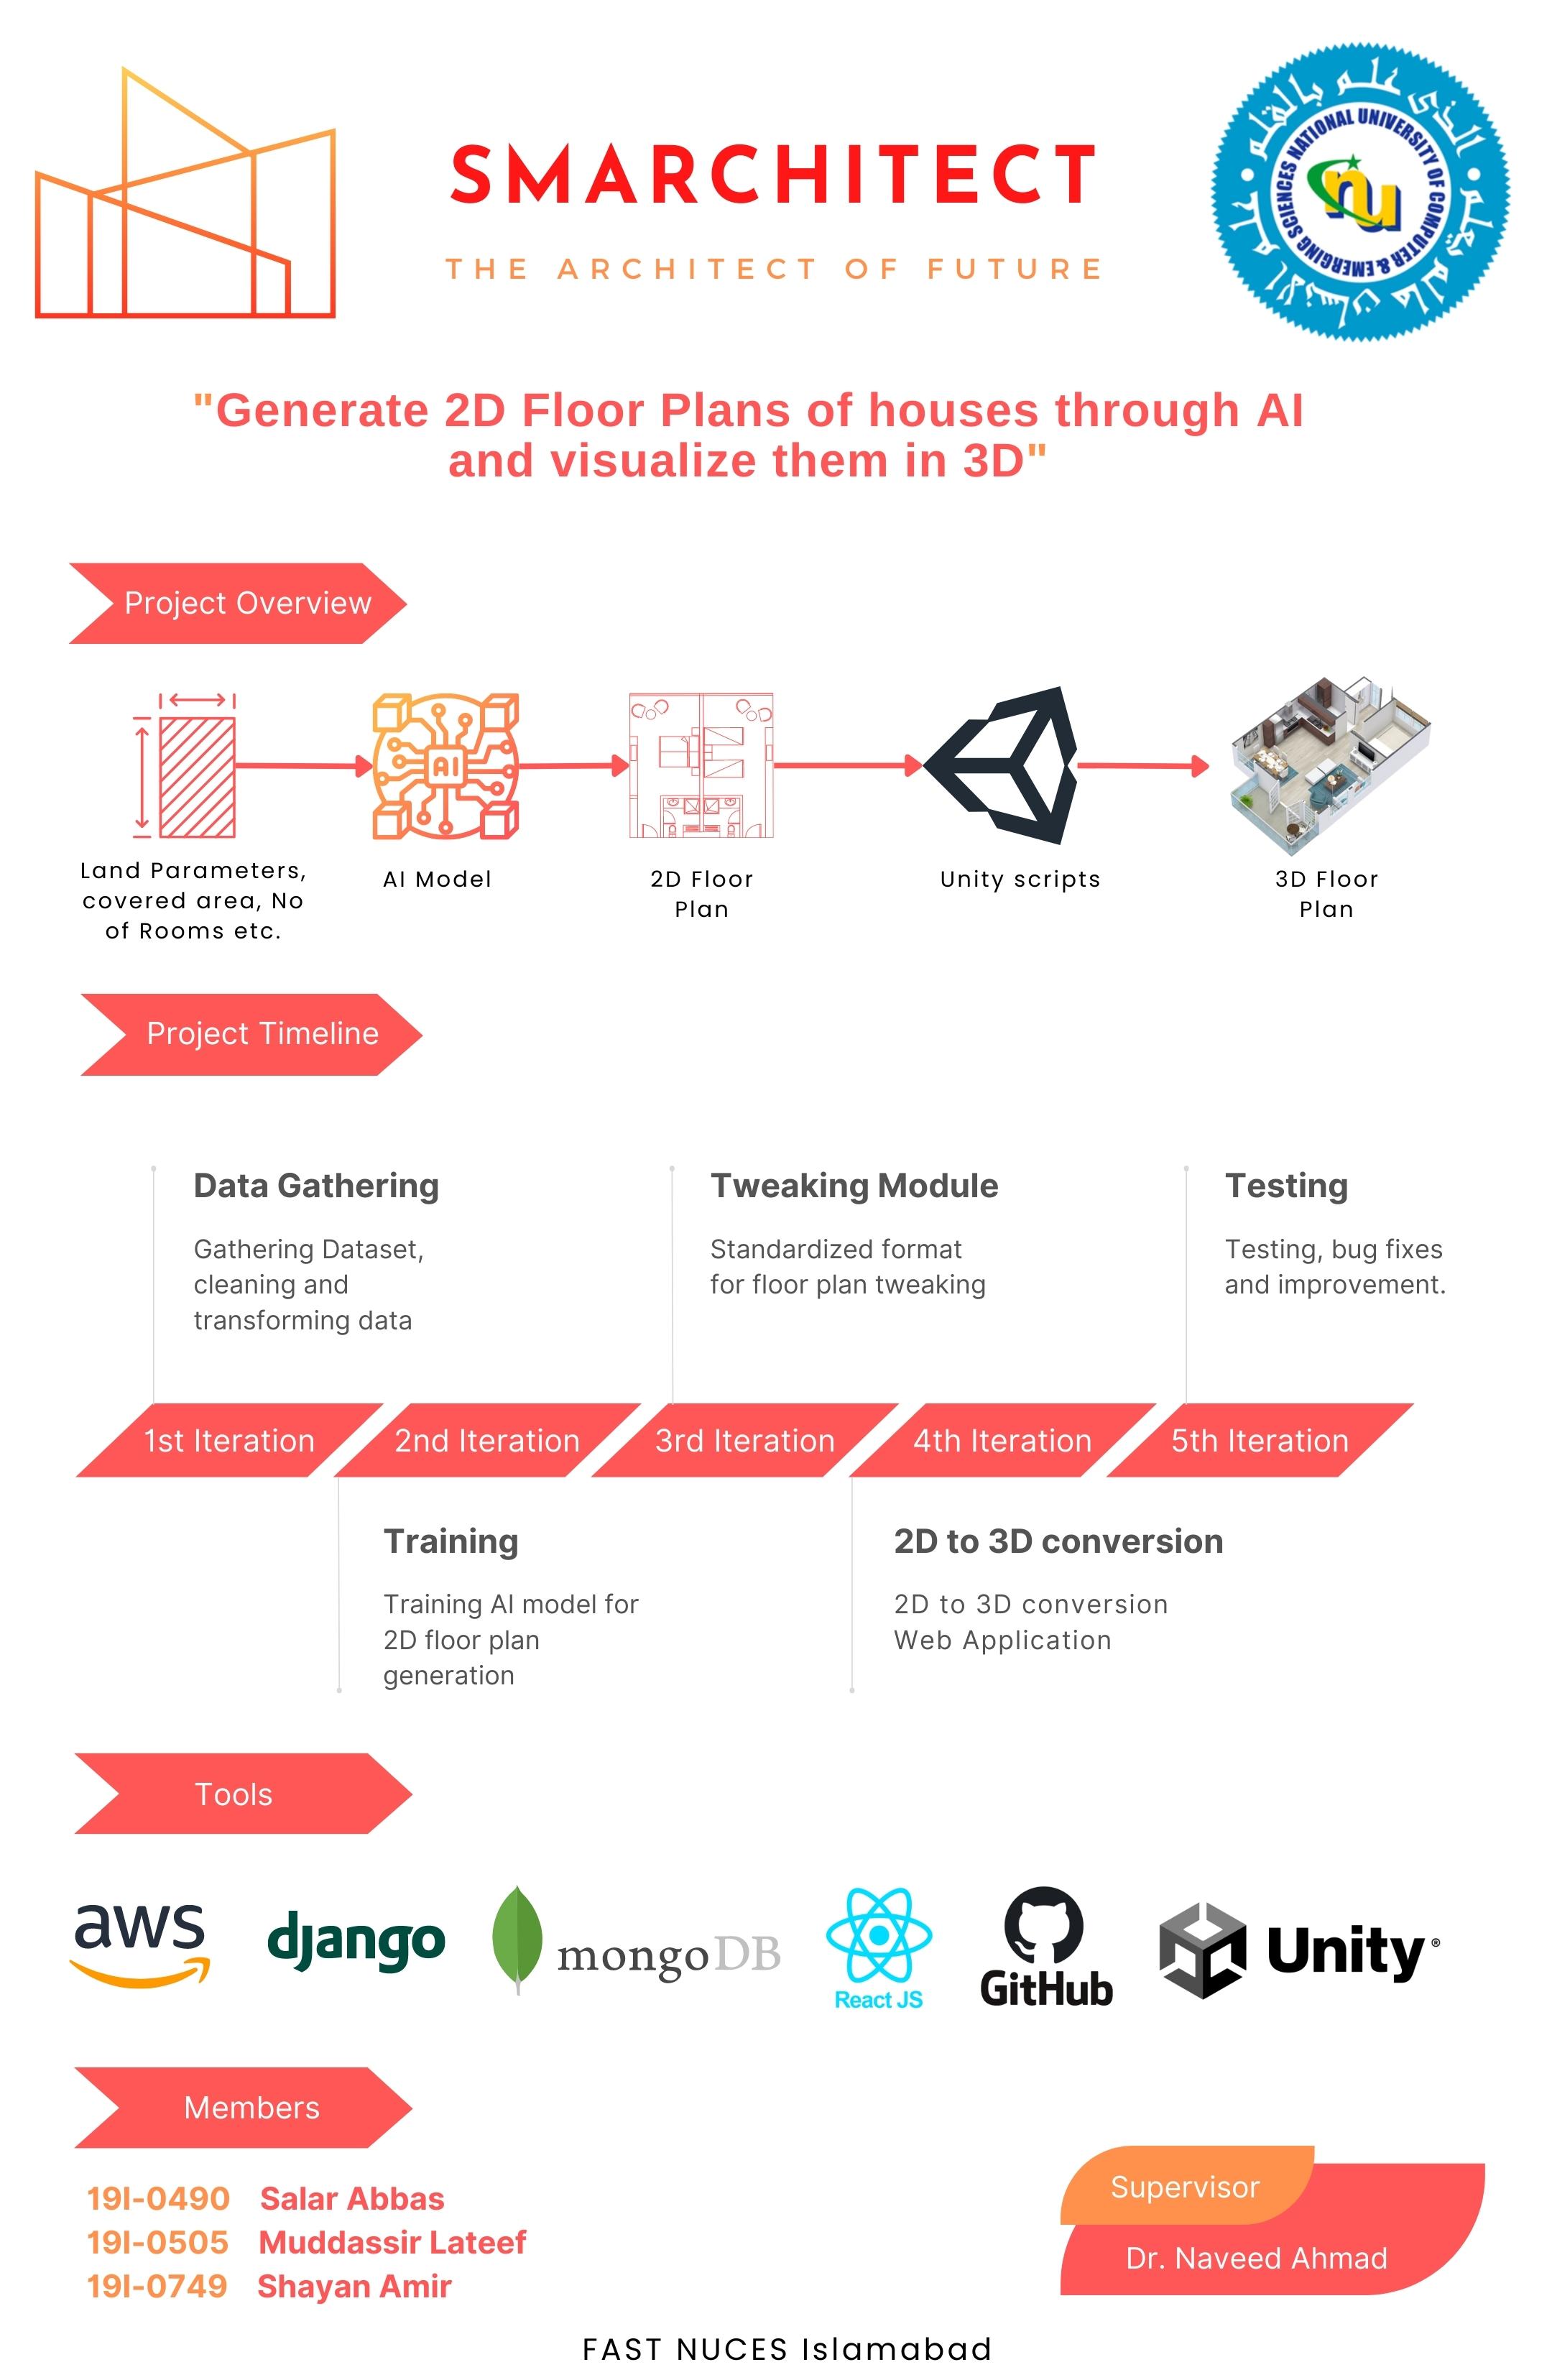 SMARCHITECT
THE ARCHITECT OF FUTURE
NATIONAL UNIVERSITY OF COMPUTER & EMERGING SCIENCES
nu
"Generate 2D Floor Plans of houses through AI
and visualize them in 3D"
Project Overview
AI
Land Parameters,
covered area, No
of Rooms etc.
AI Model
2D Floor
Plan
Unity scripts
3D Floor
Plan
Project Timeline
Data Gathering
Gathering Dataset,
cleaning and
transforming data
Tweaking Module
Standardized format
for floor plan tweaking
Testing
Testing, bug fixes
and improvement.
1st Iteration
2nd Iteration
3rd Iteration
4th Iteration
5th Iteration
Training
Training AI model for
2D floor plan
generation
2D to 3D conversion
2D to 3D conversion
Web Application
Tools
aws
django
mongoDB
React JS
GitHub
Unity®
Members
19I-0490 Salar Abbas
19I-0505 Muddassir Lateef
19I-0749 Shayan Amir
Supervisor
Dr. Naveed Ahmad
FAST NUCES Islamabad